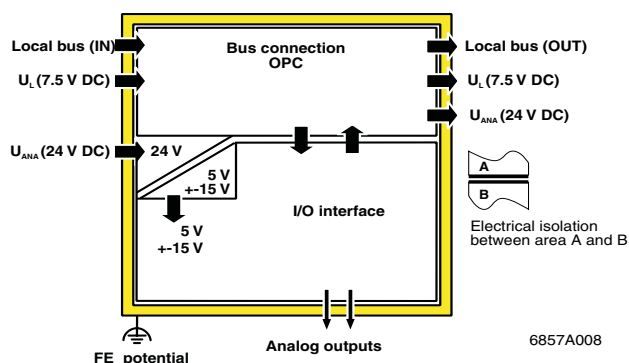 Local bus (IN)
Bus connection
OPC
Local bus (OUT)
UL (7.5 V DC)
UL (7.5 V DC)
UANA (24 V DC)
UANA (24 V DC)
24 V
5 V
+-15 V
A
B
I/O interface
5 V
+-15 V
Electrical isolation
between area A and B
FE potential
Analog outputs
6857A008